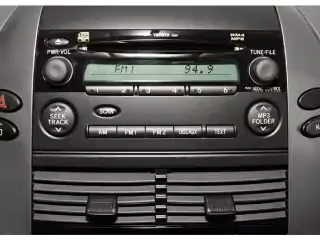 TOYOTA
WMA
MP3
PWR•VOL
TUNE•FILE
FM1 94.9
1 2 3 4 5 6
SEEK
TRACK
SCAN
MP3
FOLDER
AM FM1 FM2 DISC•AUX TEXT